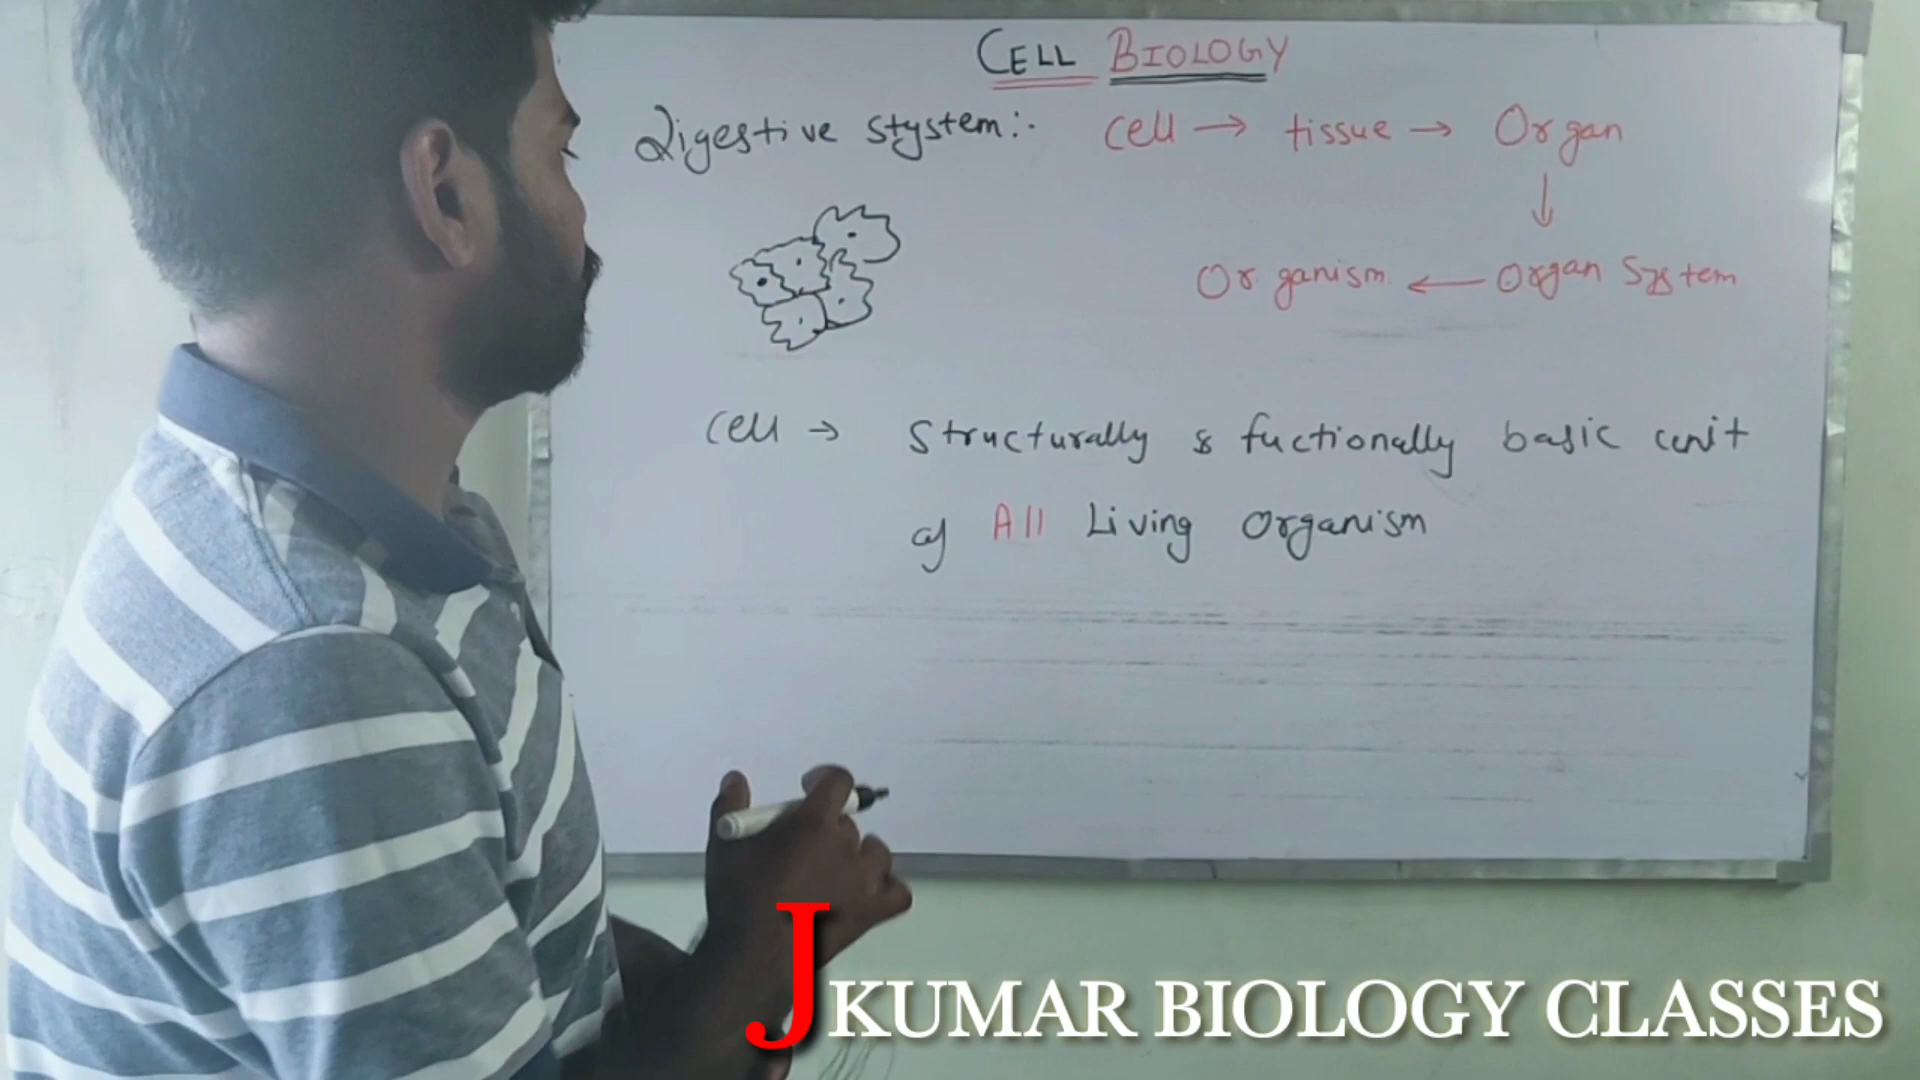 CELL BIOLOGY
Digestive stystem:- Cell → tissue → Organ
↓
Organism ← Organ System
Cell → Structurally & fuctionally basic unit
of All Living Organism
JKUMAR BIOLOGY CLASSES